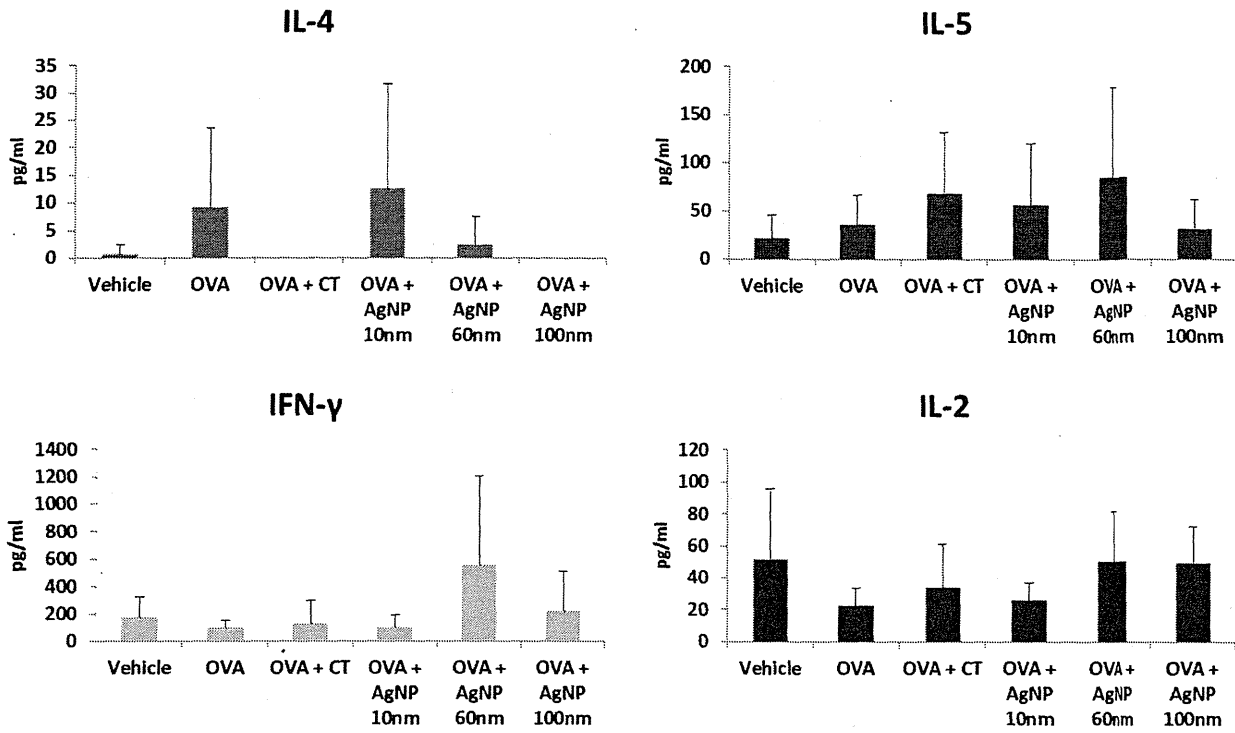 IL-4
35
30
25
20
15
10
5
0
pg/ml
Vehicle OVA OVA + CT OVA + OVA + OVA +
AgNP AgNP AgNP
10nm 60nm 100nm
IL-5
200
150
100
50
0
pg/ml
Vehicle OVA OVA + CT OVA + OVA + OVA +
AgNP AgNP AgNP
10nm 60nm 100nm
IFN-γ
1400
1200
1000
800
600
400
200
0
pg/ml
Vehicle OVA OVA + CT OVA + OVA + OVA +
AgNP AgNP AgNP
10nm 60nm 100nm
IL-2
120
100
80
60
40
20
0
pg/ml
Vehicle OVA OVA + CT OVA + OVA + OVA +
AgNP AgNP AgNP
10nm 60nm 100nm